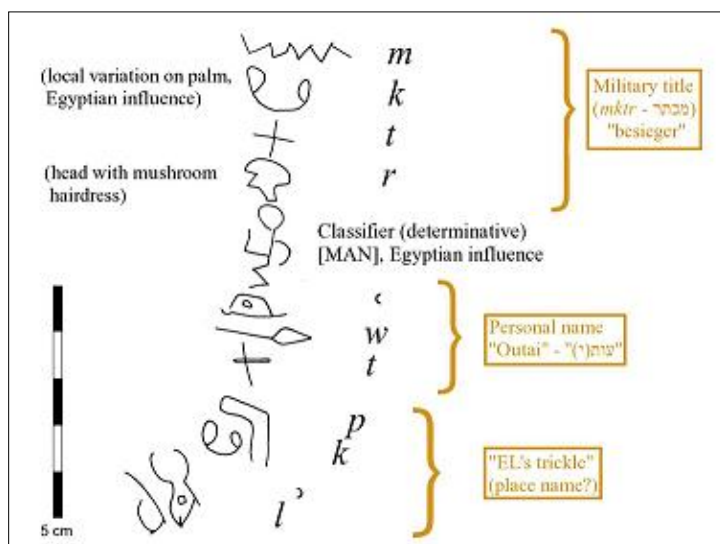 m
(local variation on palm,
Egyptian influence)
k
t
(head with mushroom
hairdress)
r
Military title
(mktr - מכתר)
"besieger"
Classifier (determinative)
[MAN], Egyptian influence
ʿ
w
t
Personal name
"Outai" - "עות(י)"
p
k
ʾ
l
"EL's trickle"
(place name?)
5 cm